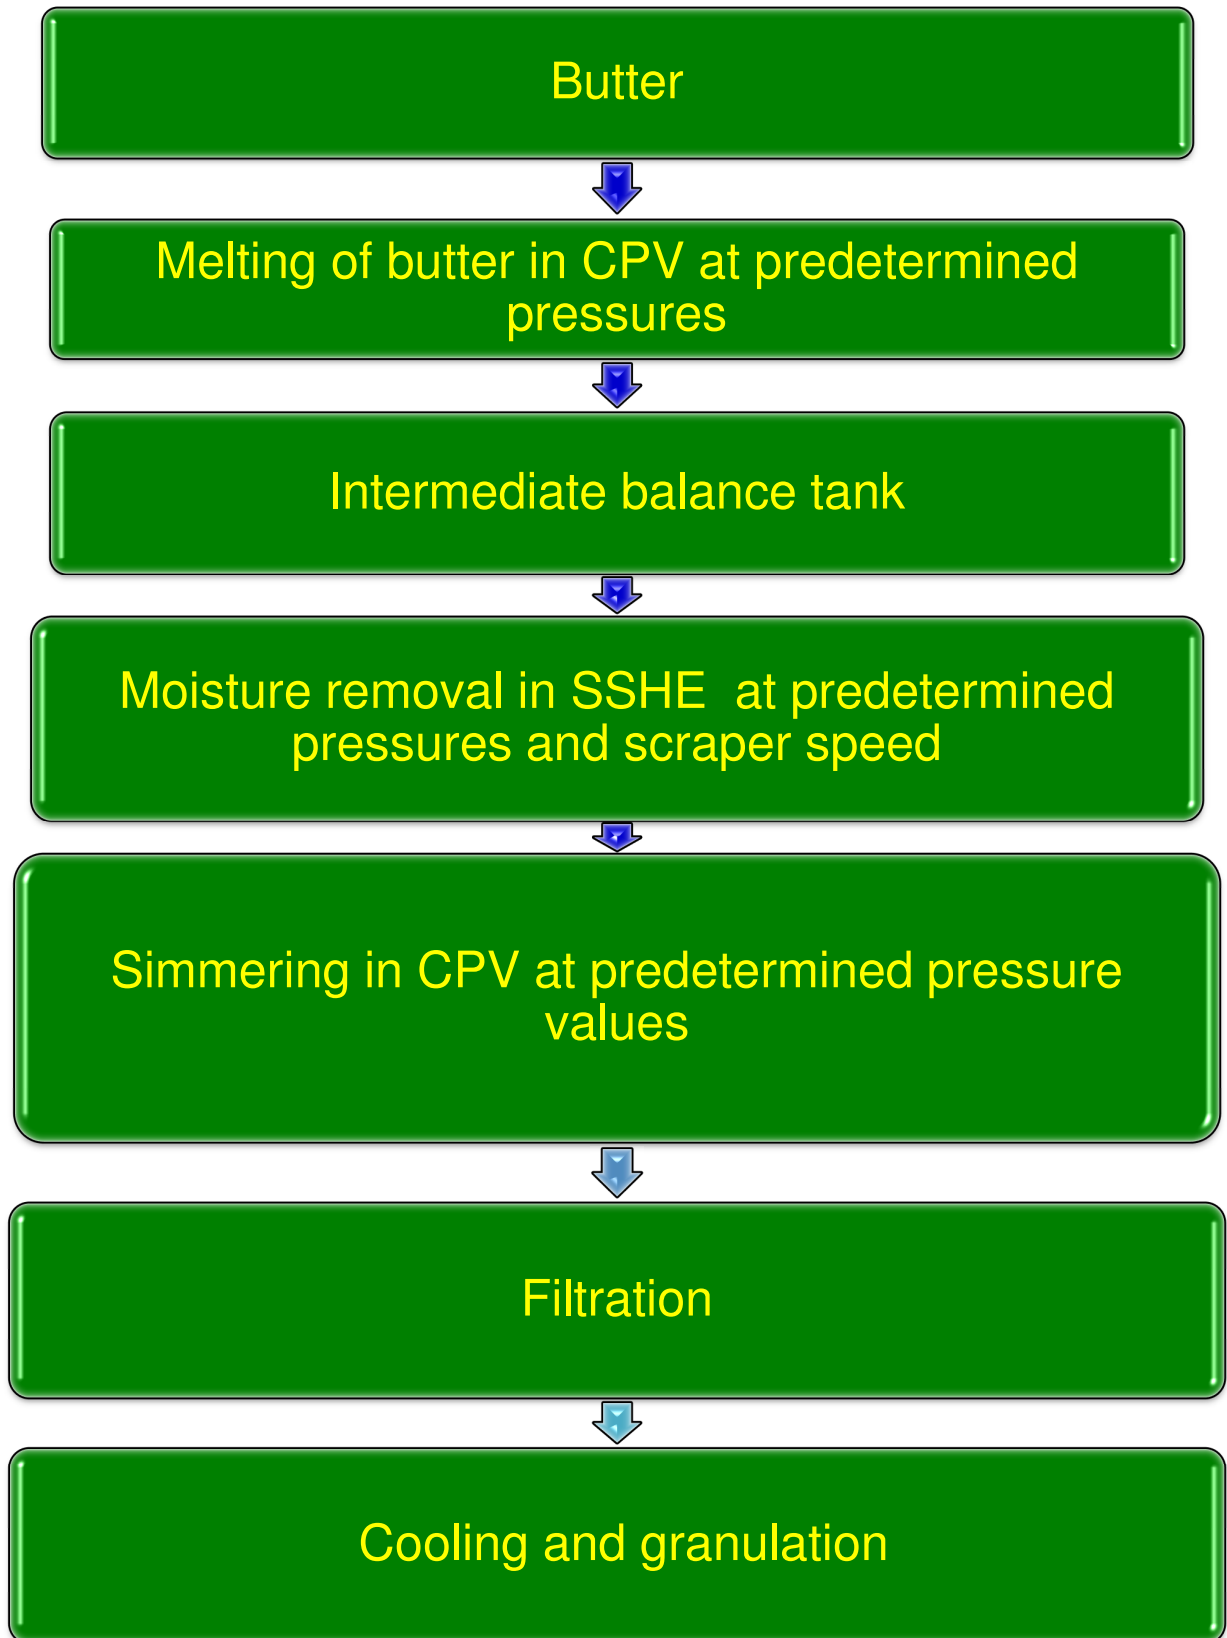 Butter
Melting of butter in CPV at predetermined
pressures
Intermediate balance tank
Moisture removal in SSHE  at predetermined
pressures and scraper speed
Simmering in CPV at predetermined pressure
values
Filtration
Cooling and granulation